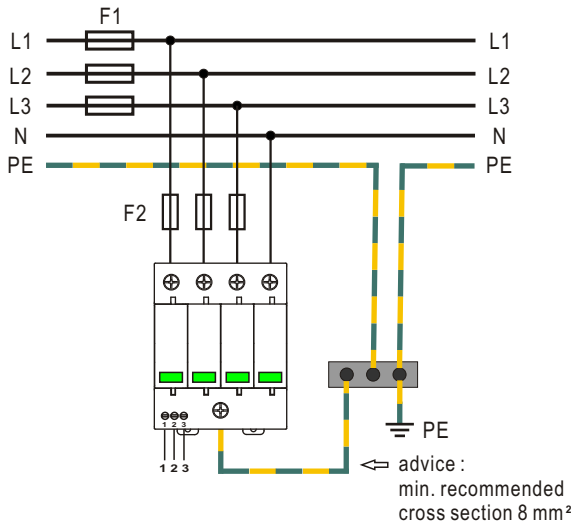 F1
L1 L1
L2 L2
L3 L3
N N
PE PE
F2
1 2 3
1 2 3
PE
advice :
min. recommended
cross section 8 mm²